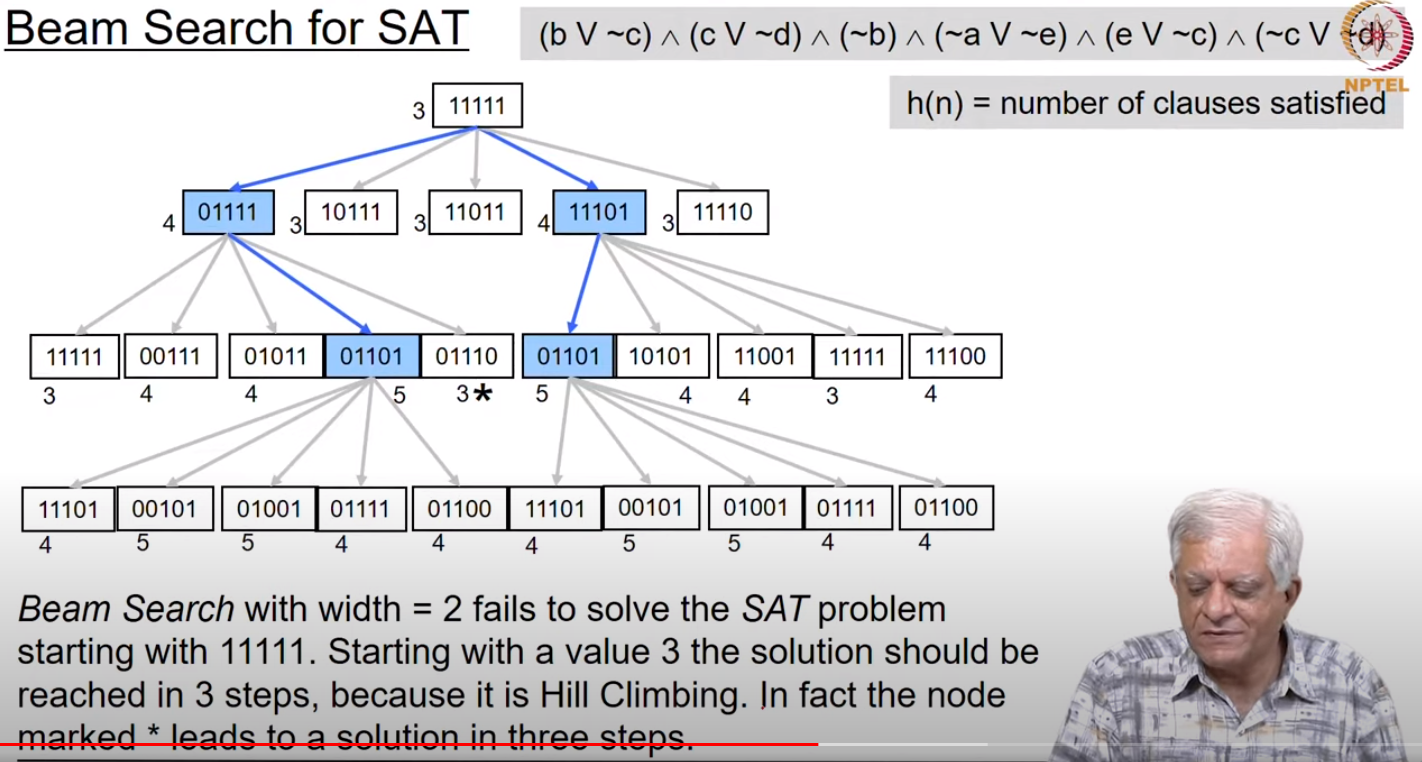 Beam Search for SAT
(b V ~c) ∧ (c V ~d) ∧ (~b) ∧ (~a V ~e) ∧ (e V ~c) ∧ (~c V ~d)
NPTEL
h(n) = number of clauses satisfied
3 11111
4 01111 3 10111 3 11011 4 11101 3 11110
11111 00111 01011 01101 01110 01101 10101 11001 11111 11100
3 4 4 5 3* 5 4 4 3 4
11101 00101 01001 01111 01100 11101 00101 01001 01111 01100
4 5 5 4 4 4 5 5 4 4
Beam Search with width = 2 fails to solve the SAT problem
starting with 11111. Starting with a value 3 the solution should be
reached in 3 steps, because it is Hill Climbing. In fact the node
marked * leads to a solution in three steps.